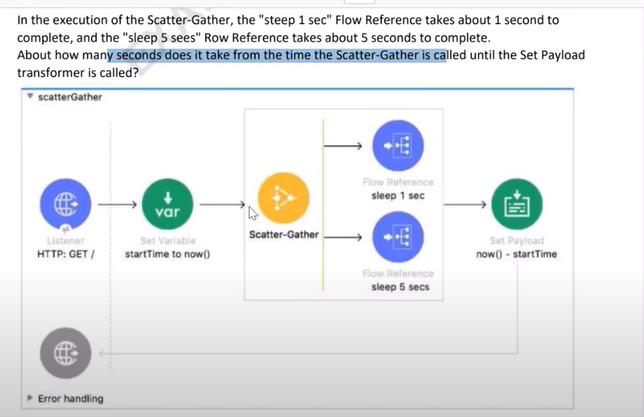 In the execution of the Scatter-Gather, the "steep 1 sec" Flow Reference takes about 1 second to
complete, and the "sleep 5 sees" Row Reference takes about 5 seconds to complete.
About how many seconds does it take from the time the Scatter-Gather is called until the Set Payload
transformer is called?
scatterGather
Listener
HTTP: GET /
var
Set Variable
startTime to now()
Scatter-Gather
Flow Reference
sleep 1 sec
Flow Reference
sleep 5 secs
Set Payload
now() - startTime
Error handling